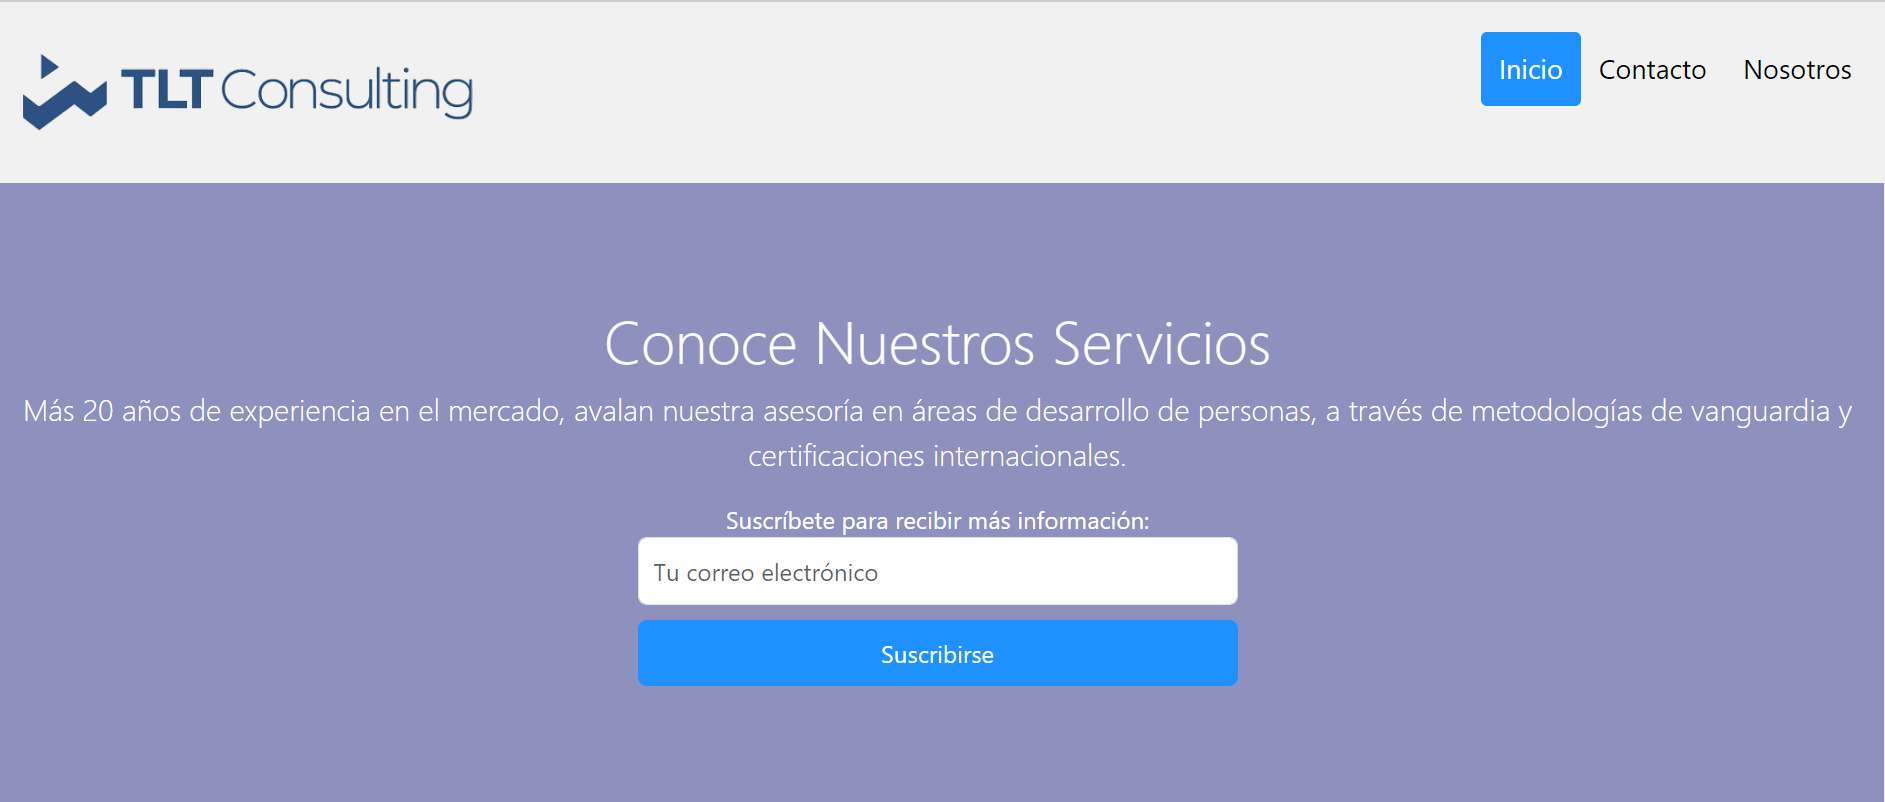 TLT Consulting
Inicio Contacto Nosotros
Conoce Nuestros Servicios
Más 20 años de experiencia en el mercado, avalan nuestra asesoría en áreas de desarrollo de personas, a través de metodologías de vanguardia y
certificaciones internacionales.
Suscríbete para recibir más información:
Tu correo electrónico
Suscribirse